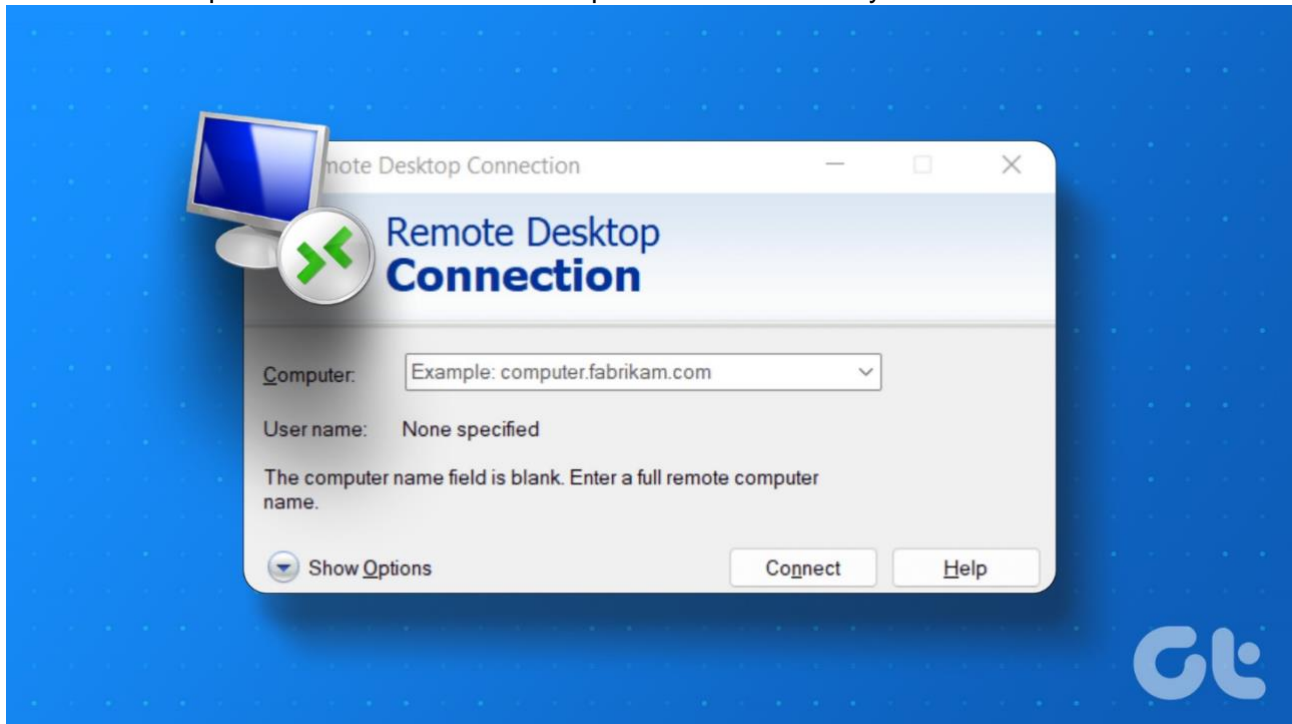 mote Desktop Connection
Remote Desktop
Connection
Computer: Example: computer.fabrikam.com
User name: None specified
The computer name field is blank. Enter a full remote computer
name.
Show Options Connect Help
Gt